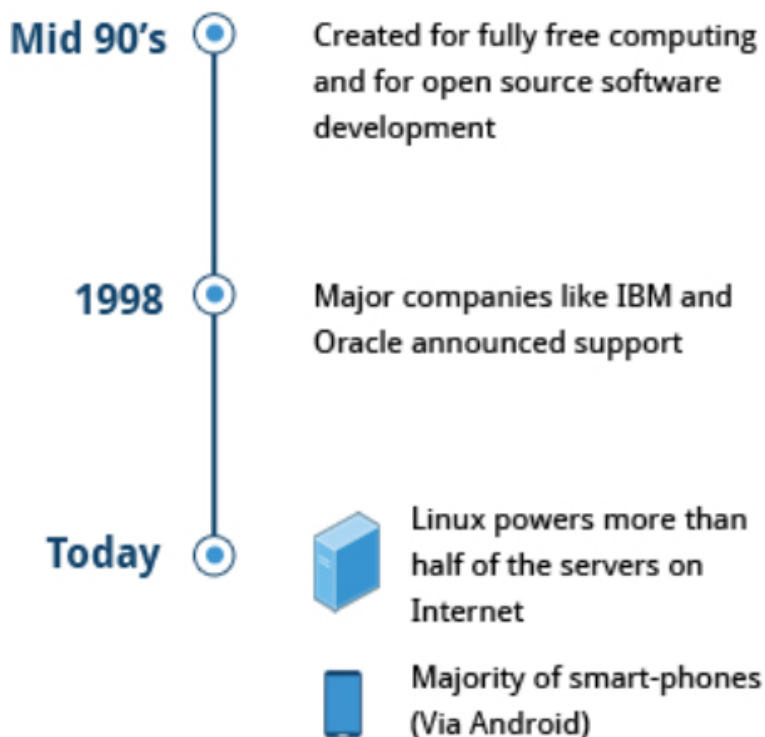 Mid 90's
Created for fully free computing
and for open source software
development
1998
Major companies like IBM and
Oracle announced support
Today
Linux powers more than
half of the servers on
Internet
Majority of smart-phones
(Via Android)